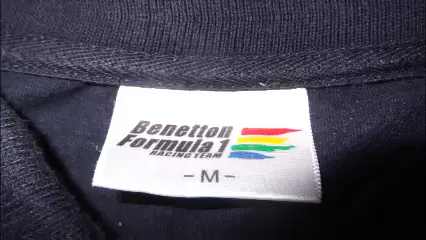 Benetton
Formula 1
RACING TEAM
- M -